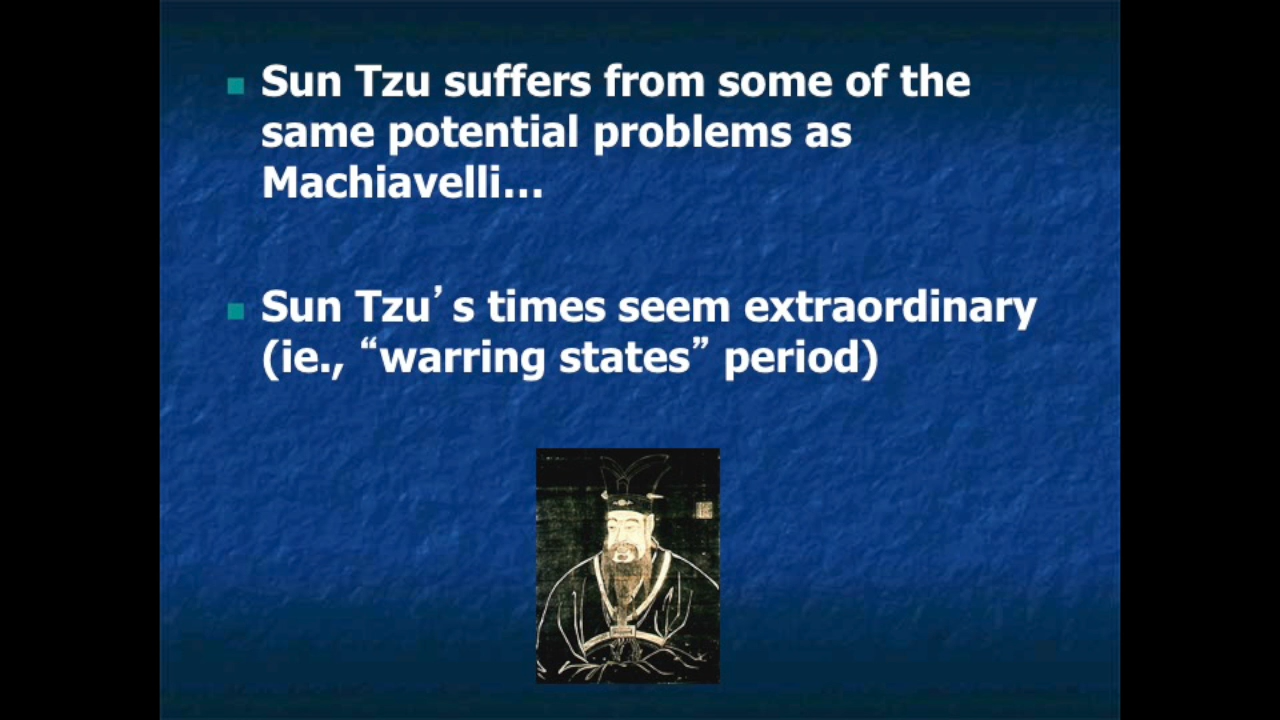 Sun Tzu suffers from some of the
same potential problems as
Machiavelli…
Sun Tzu’s times seem extraordinary
(ie., “warring states” period)